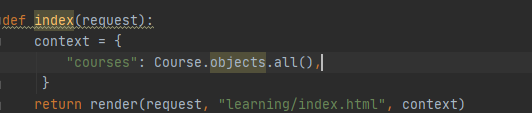 def index(request):
    context = {
        "courses": Course.objects.all(),
     }
    return render(request, "learning/index.html", context)